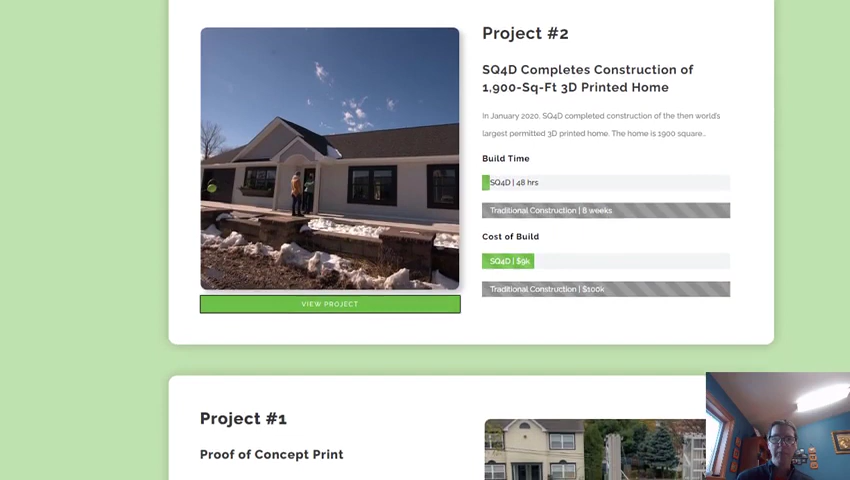 Project #2
SQ4D Completes Construction of
1,900-Sq-Ft 3D Printed Home
In January 2020, SQ4D completed construction of the then world's
largest permitted 3D printed home. The home is 1900 square..
Build Time
SQ4D | 48 hrs
Traditional Construction | 8 weeks
Cost of Build
SQ4D | $9k
Traditional Construction | $100k
VIEW PROJECT
Project #1
Proof of Concept Print